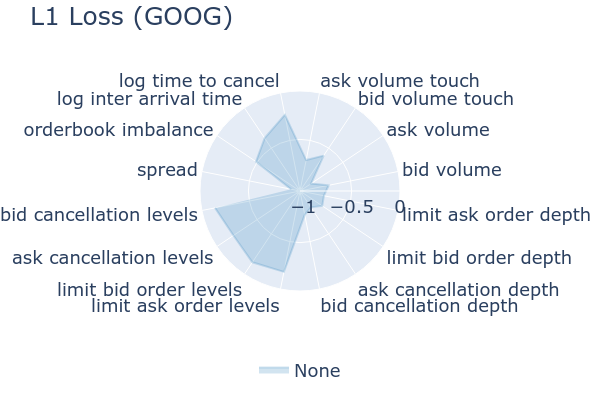 L1 Loss (GOOG)
log time to cancel
ask volume touch
log inter arrival time
bid volume touch
orderbook imbalance
ask volume
spread
bid volume
−1
−0.5
0
bid cancellation levels
limit ask order depth
ask cancellation levels
limit bid order depth
limit bid order levels
ask cancellation depth
limit ask order levels
bid cancellation depth
None